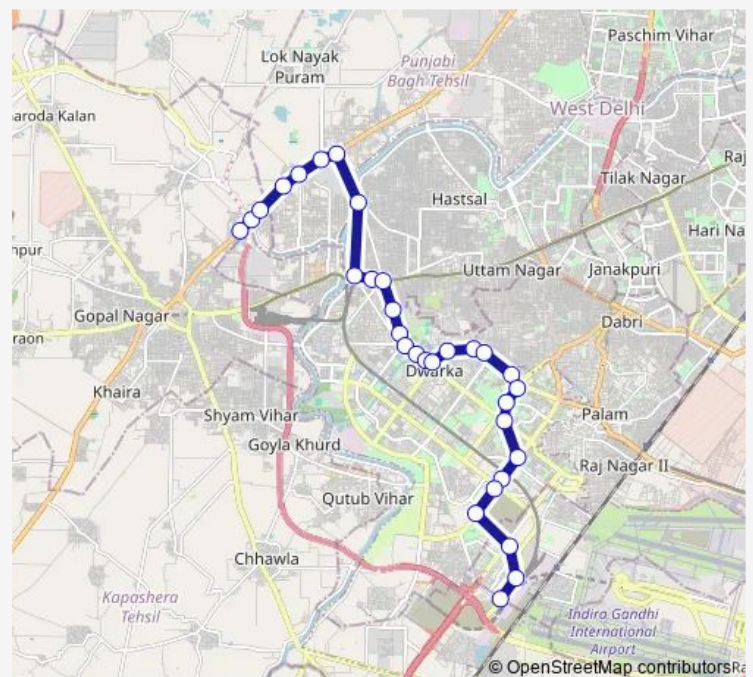 Paschim Vihar
Lok Nayak
Puram
Punjabi
Bagh Tehsil
West Delhi
aroda Kalan
Raj
Tilak Nagar
Hastsal
Hari Na
npur
Uttam Nagar
Janakpuri
Gopal Nagar
Dabri
raon
Dwarka
Khaira
Shyam Vihar
Palam
Goyla Khurd
Raj Nagar II
Qutub Vihar
Chhawla
Kapashera
Tehsil
Indira Gandhi
International
Airport
© OpenStreetMap contributors